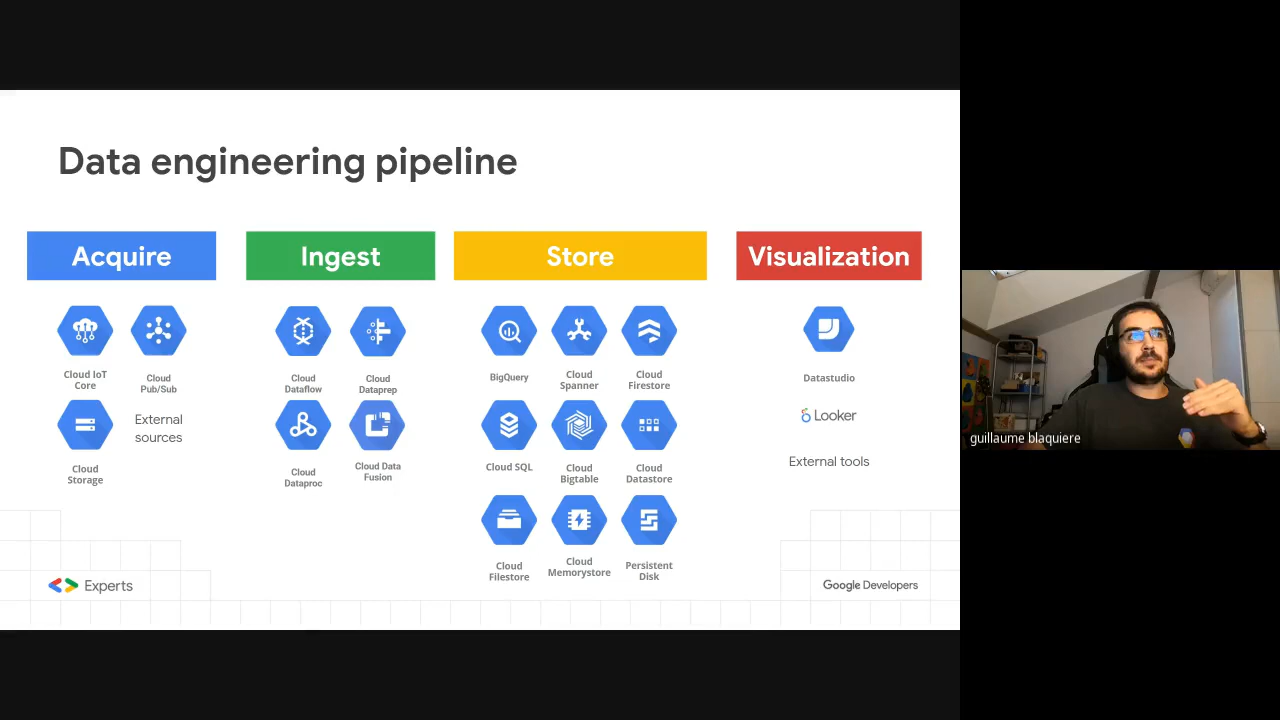 Data engineering pipeline
Acquire
Ingest
Store
Visualization
Cloud IoT
Core
Cloud
Pub/Sub
Cloud
Storage
External
sources
Cloud
Dataflow
Cloud
Dataprep
Cloud
Dataproc
Cloud Data
Fusion
BigQuery
Cloud
Spanner
Cloud
Firestore
Cloud SQL
Cloud
Bigtable
Cloud
Datastore
Cloud
Filestore
Cloud
Memorystore
Persistent
Disk
Datastudio
Looker
External tools
Experts
Google Developers
guillaume blaquiere